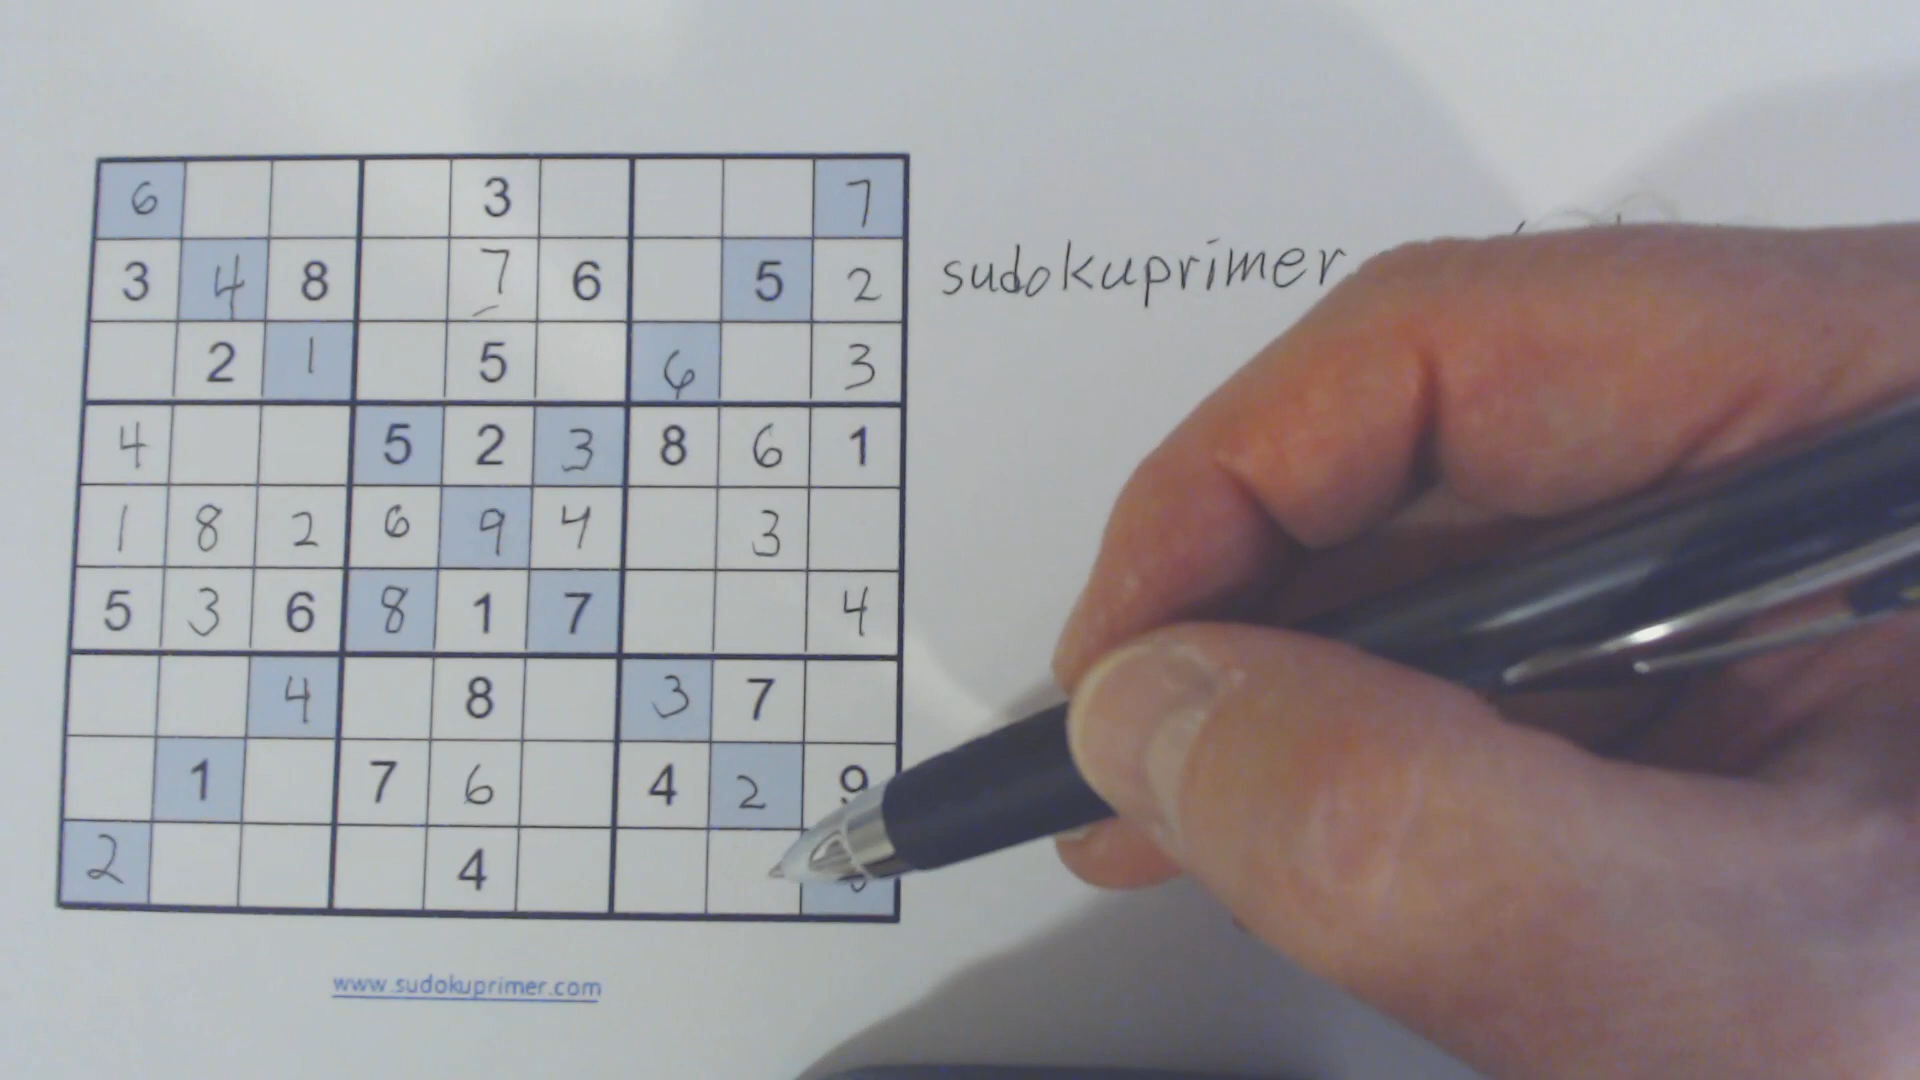 6 3 7
3 4 8 7 6 5 2
sudokuprimer
2 1 5 6 3
4 5 2 3 8 6 1
1 8 2 6 9 4 3
5 3 6 8 1 7 4
4 8 3 7
1 7 6 4 2 9
2 4
www.sudokuprimer.com